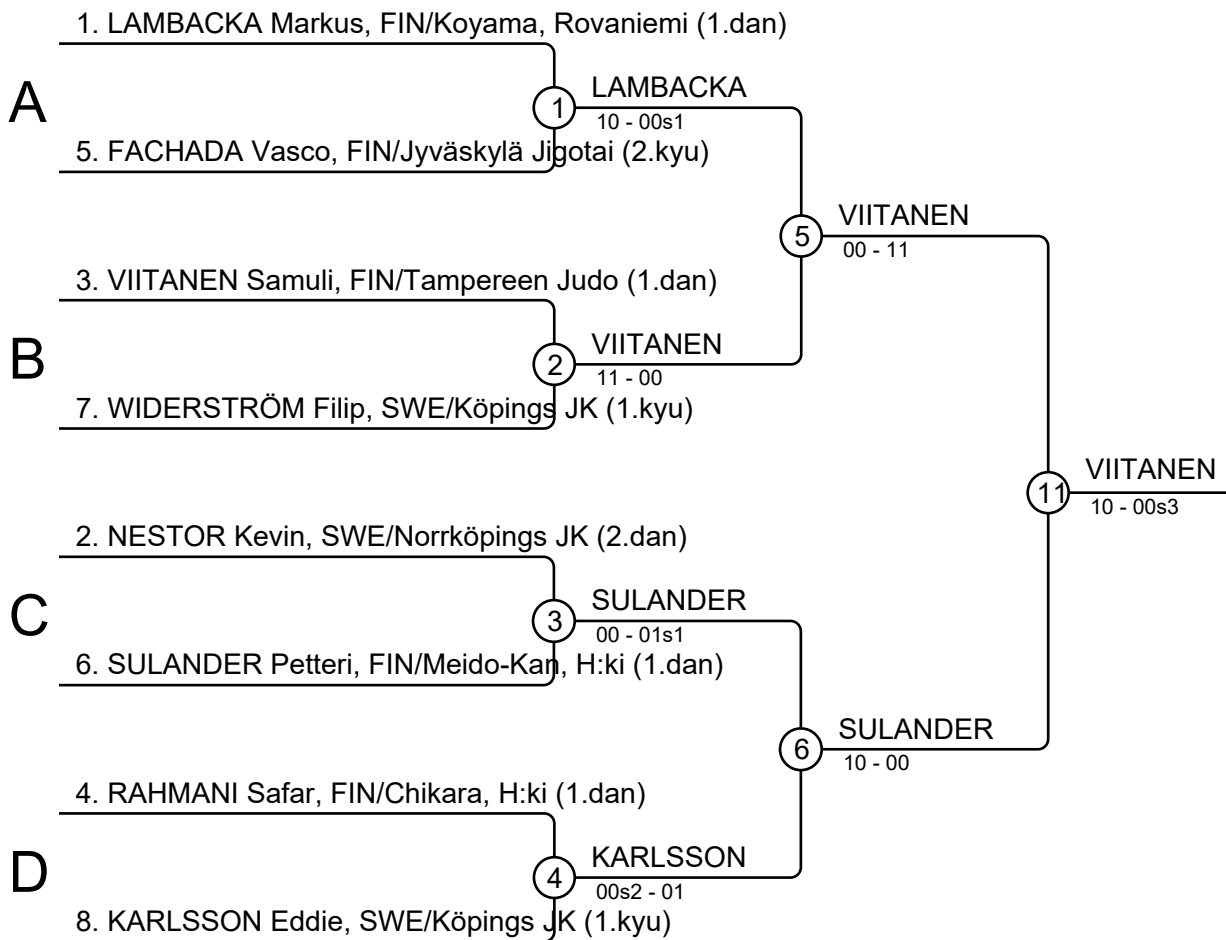 1. LAMBACKA Markus, FIN/Koyama, Rovaniemi (1.dan)
A
1
LAMBACKA
10 - 00s1
5. FACHADA Vasco, FIN/Jyväskylä Jigotai (2.kyu)
5
VIITANEN
00 - 11
3. VIITANEN Samuli, FIN/Tampereen Judo (1.dan)
B
2
VIITANEN
11 - 00
7. WIDERSTRÖM Filip, SWE/Köpings JK (1.kyu)
11
VIITANEN
10 - 00s3
2. NESTOR Kevin, SWE/Norrköpings JK (2.dan)
C
3
SULANDER
00 - 01s1
6. SULANDER Petteri, FIN/Meido-Kan, H:ki (1.dan)
6
SULANDER
10 - 00
4. RAHMANI Safar, FIN/Chikara, H:ki (1.dan)
D
4
KARLSSON
00s2 - 01
8. KARLSSON Eddie, SWE/Köpings JK (1.kyu)